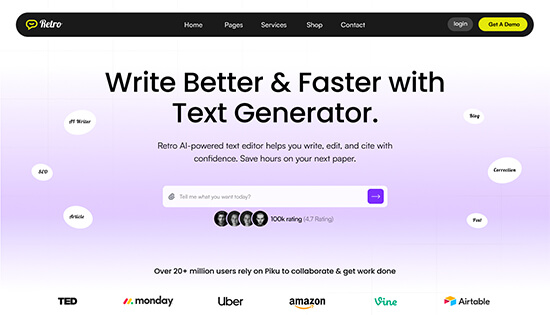 Retro
Home
Pages
Services
Shop
Contact
login
Get A Demo
Write Better & Faster with
Text Generator.
AI Writer
Blog
Retro AI-powered text editor helps you write, edit, and cite with
confidence. Save hours on your next paper.
SEO
Correction
Tell me what you want today?
Article
100k rating (4.7 Rating)
Over 20+ million users rely on Piku to collaborate & get work done
TED
monday
Uber
amazon
Vine
Airtable